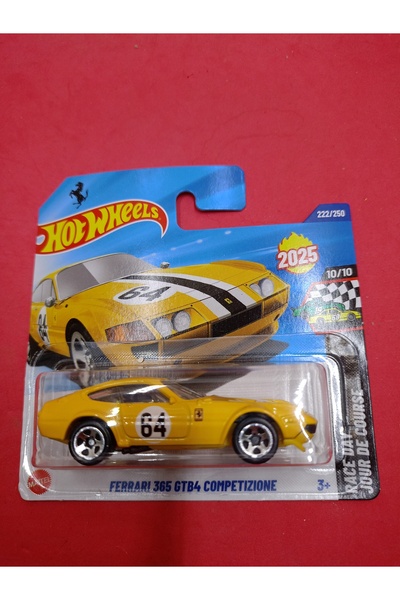 HOT WHEELS
222/250
2025
10/10
64
64
FERRARI 365 GTB4 COMPETIZIONE
3+
MATTEL
RACE DAY
JOUR DE COURSE